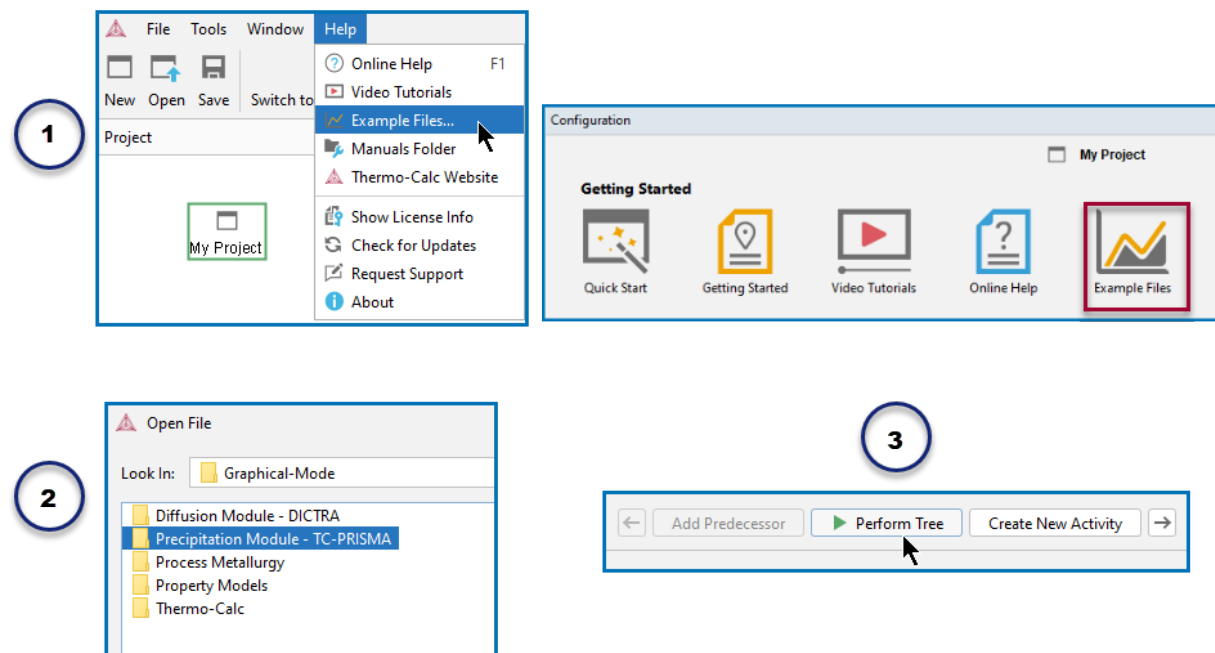 1
File Tools Window Help
New Open Save Switch to
Project
My Project
Online Help F1
Video Tutorials
Example Files...
Manuals Folder
Thermo-Calc Website
Show License Info
Check for Updates
Request Support
About
Configuration
My Project
Getting Started
Quick Start Getting Started Video Tutorials Online Help Example Files
2
Open File
Look In: Graphical-Mode
Diffusion Module - DICTRA
Precipitation Module - TC-PRISMA
Process Metallurgy
Property Models
Thermo-Calc
3
Add Predecessor Perform Tree Create New Activity